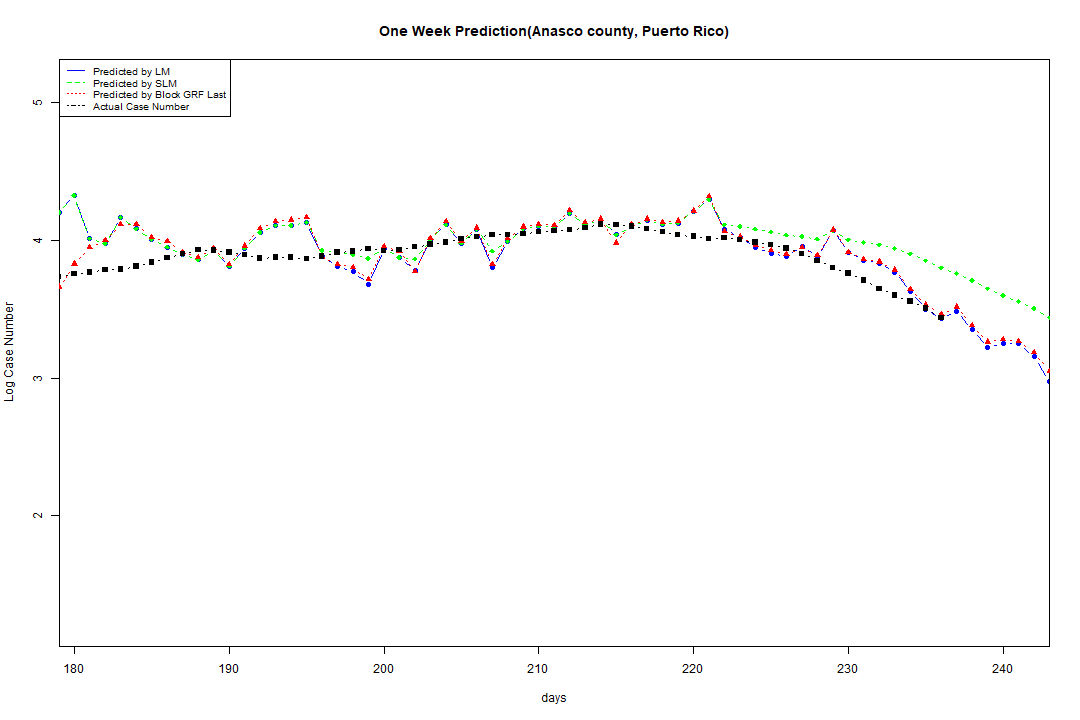 One Week Prediction(Anasco county, Puerto Rico)
Predicted by LM
Predicted by SLM
Predicted by Block GRF Last
Actual Case Number
5
4
3
2
Log Case Number
180 190 200 210 220 230 240
days